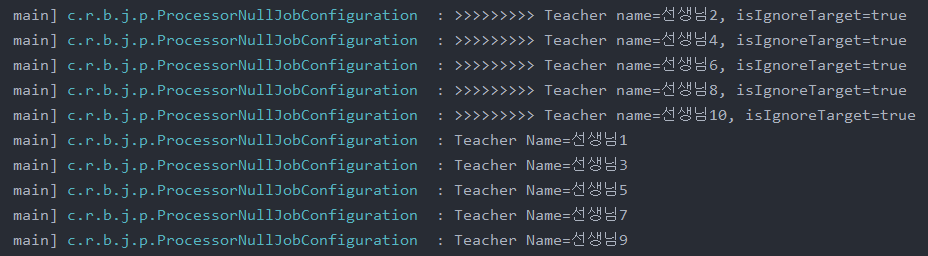 main] c.r.b.j.p.ProcessorNullJobConfiguration : >>>>>>>>> Teacher name=선생님2, isIgnoreTarget=true
main] c.r.b.j.p.ProcessorNullJobConfiguration : >>>>>>>>> Teacher name=선생님4, isIgnoreTarget=true
main] c.r.b.j.p.ProcessorNullJobConfiguration : >>>>>>>>> Teacher name=선생님6, isIgnoreTarget=true
main] c.r.b.j.p.ProcessorNullJobConfiguration : >>>>>>>>> Teacher name=선생님8, isIgnoreTarget=true
main] c.r.b.j.p.ProcessorNullJobConfiguration : >>>>>>>>> Teacher name=선생님10, isIgnoreTarget=true
main] c.r.b.j.p.ProcessorNullJobConfiguration : Teacher Name=선생님1
main] c.r.b.j.p.ProcessorNullJobConfiguration : Teacher Name=선생님3
main] c.r.b.j.p.ProcessorNullJobConfiguration : Teacher Name=선생님5
main] c.r.b.j.p.ProcessorNullJobConfiguration : Teacher Name=선생님7
main] c.r.b.j.p.ProcessorNullJobConfiguration : Teacher Name=선생님9